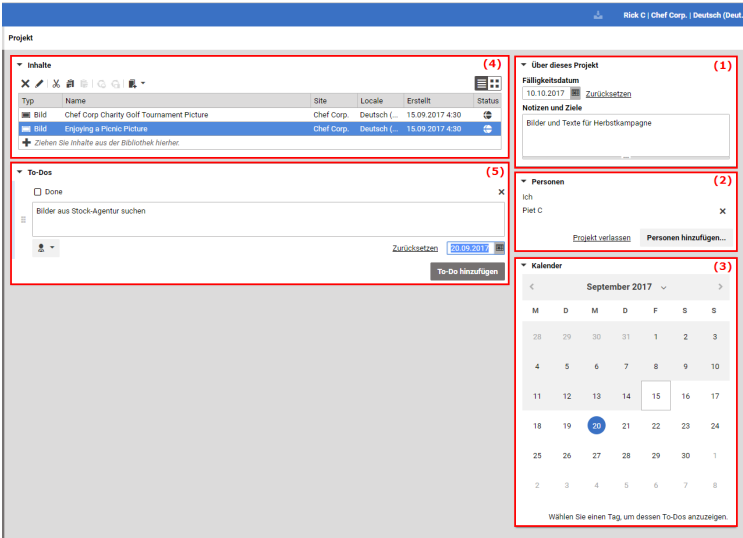 Rick C | Chef Corp. | Deutsch (Deut.
Projekt
Inhalte (4)
Typ Name Site Locale Erstellt Status
Bild Chef Corp Charity Golf Tournament Picture Chef Corp. Deutsch (... 15.09.2017 4:30
Bild Enjoying a Picnic Picture Chef Corp. Deutsch (... 15.09.2017 4:30
Ziehen Sie Inhalte aus der Bibliothek hierher.
To-Dos (5)
Done
Bilder aus Stock-Agentur suchen
Zurücksetzen 20.09.2017
To-Do hinzufügen
Über dieses Projekt (1)
Fälligkeitsdatum
10.10.2017 Zurücksetzen
Notizen und Ziele
Bilder und Texte für Herbstkampagne
Personen (2)
Ich
Piet C
Projekt verlassen Personen hinzufügen...
Kalender (3)
September 2017
M D M D F S S
28 29 30 31 1 2 3
4 5 6 7 8 9 10
11 12 13 14 15 16 17
18 19 20 21 22 23 24
25 26 27 28 29 30 1
2 3 4 5 6 7 8
Wählen Sie einen Tag, um dessen To-Dos anzuzeigen.